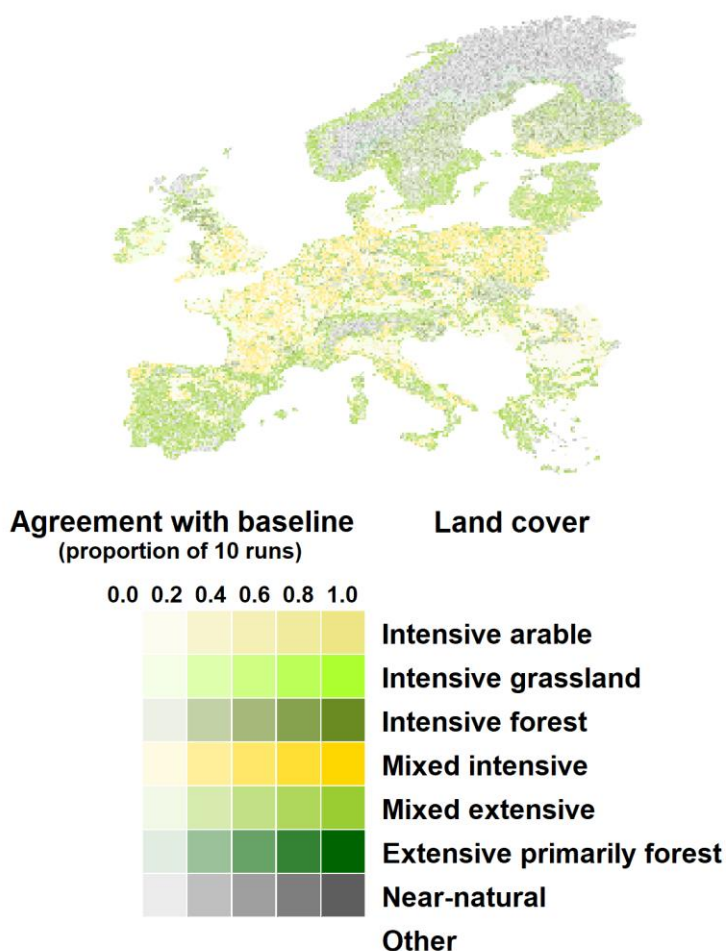 Agreement with baseline
(proportion of 10 runs)
Land cover
0.0 0.2 0.4 0.6 0.8 1.0
Intensive arable
Intensive grassland
Intensive forest
Mixed intensive
Mixed extensive
Extensive primarily forest
Near-natural
Other